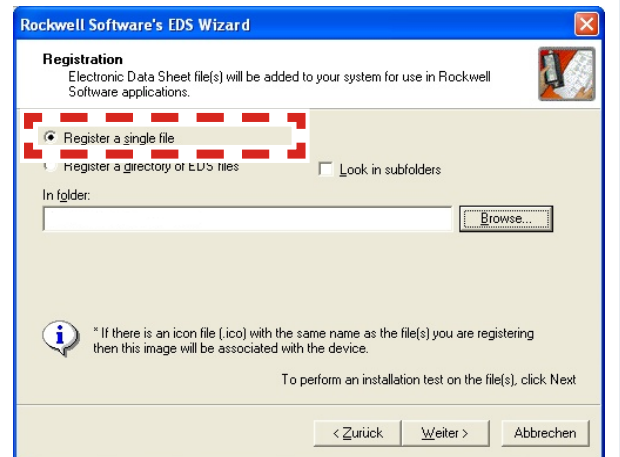 Rockwell Software's EDS Wizard
Registration
Electronic Data Sheet file(s) will be added to your system for use in Rockwell
Software applications.
Register a single file
Register a directory of EDS files
Look in subfolders
In folder:
Browse...
* If there is an icon file (.ico) with the same name as the file(s) you are registering
then this image will be associated with the device.
To perform an installation test on the file(s), click Next
< Zurück
Weiter >
Abbrechen